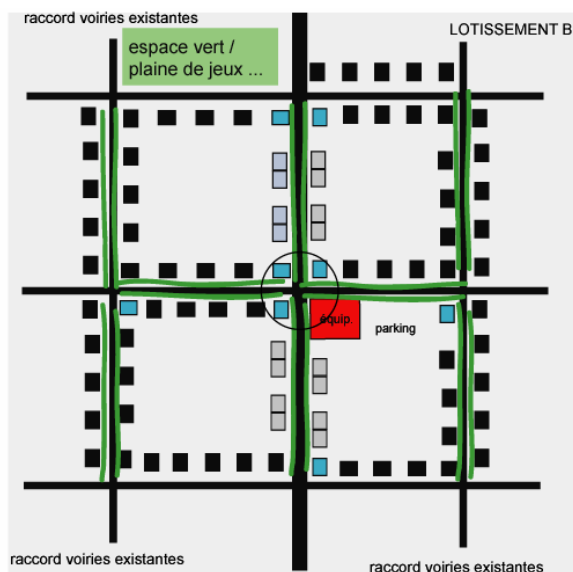 raccord voiries existantes
LOTISSEMENT B
espace vert /
plaine de jeux ...
équip.
parking
raccord voiries existantes
raccord voiries existantes